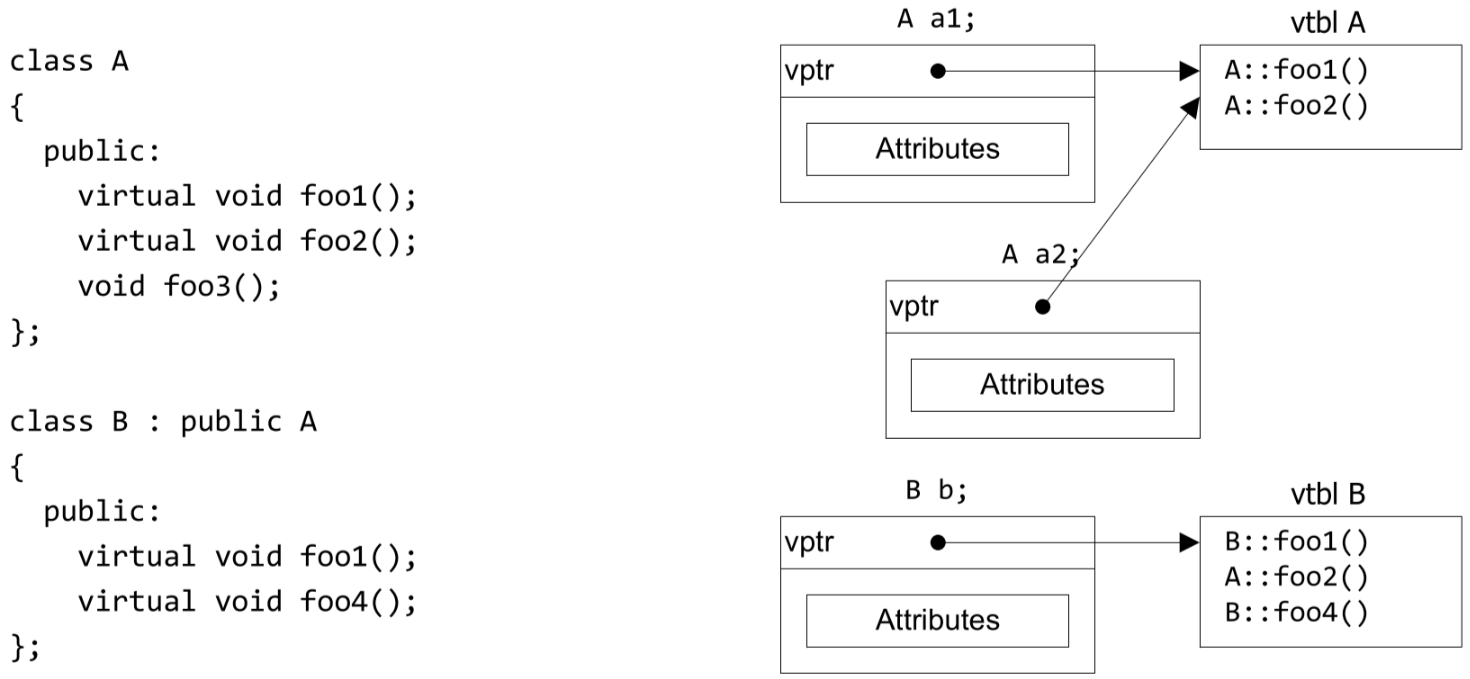 class A
{
  public:
    virtual void foo1();
    virtual void foo2();
    void foo3();
};
class B : public A
{
  public:
    virtual void foo1();
    virtual void foo4();
};
A a1;
vptr
Attributes
vtbl A
A::foo1()
A::foo2()
A a2;
vptr
Attributes
B b;
vptr
Attributes
vtbl B
B::foo1()
A::foo2()
B::foo4()